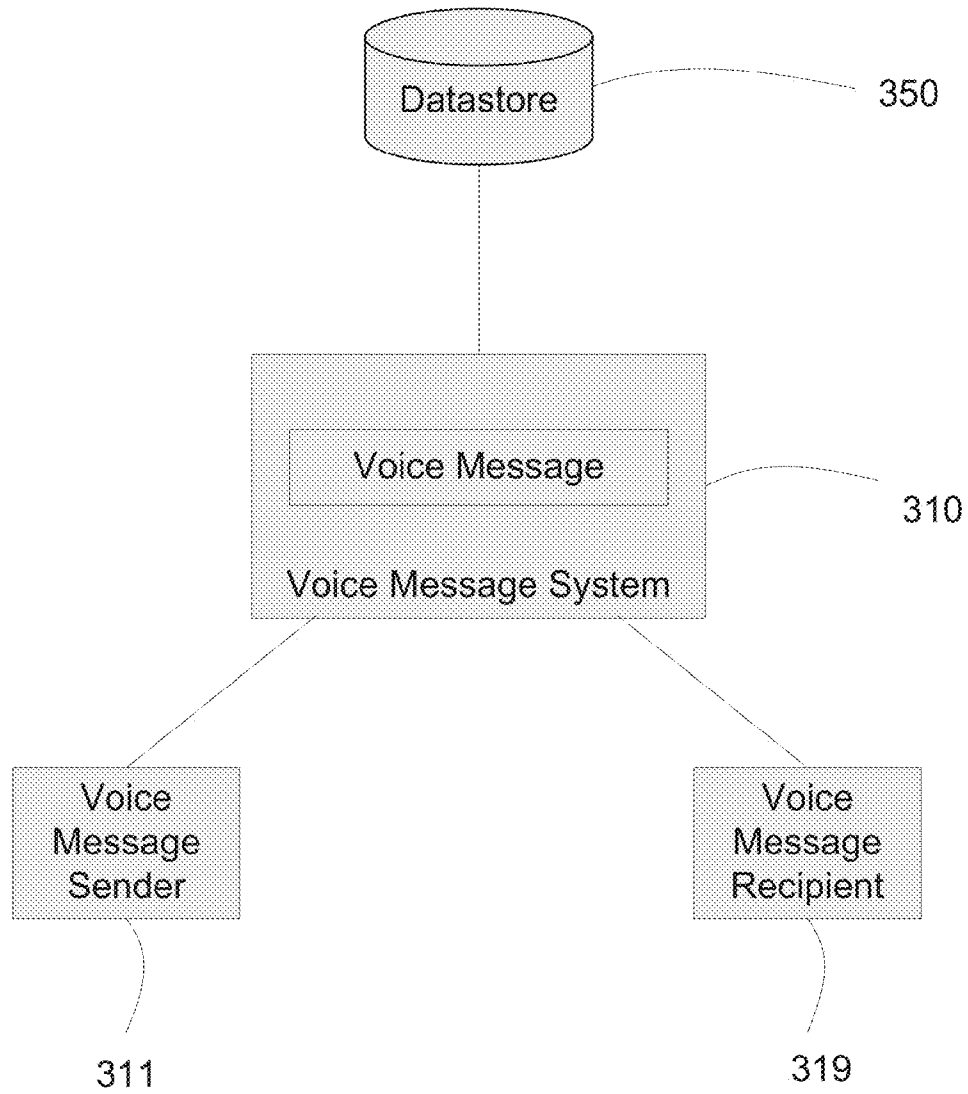 Datastore
350
Voice Message
310
Voice Message System
Voice
Message
Sender
Voice
Message
Recipient
311
319